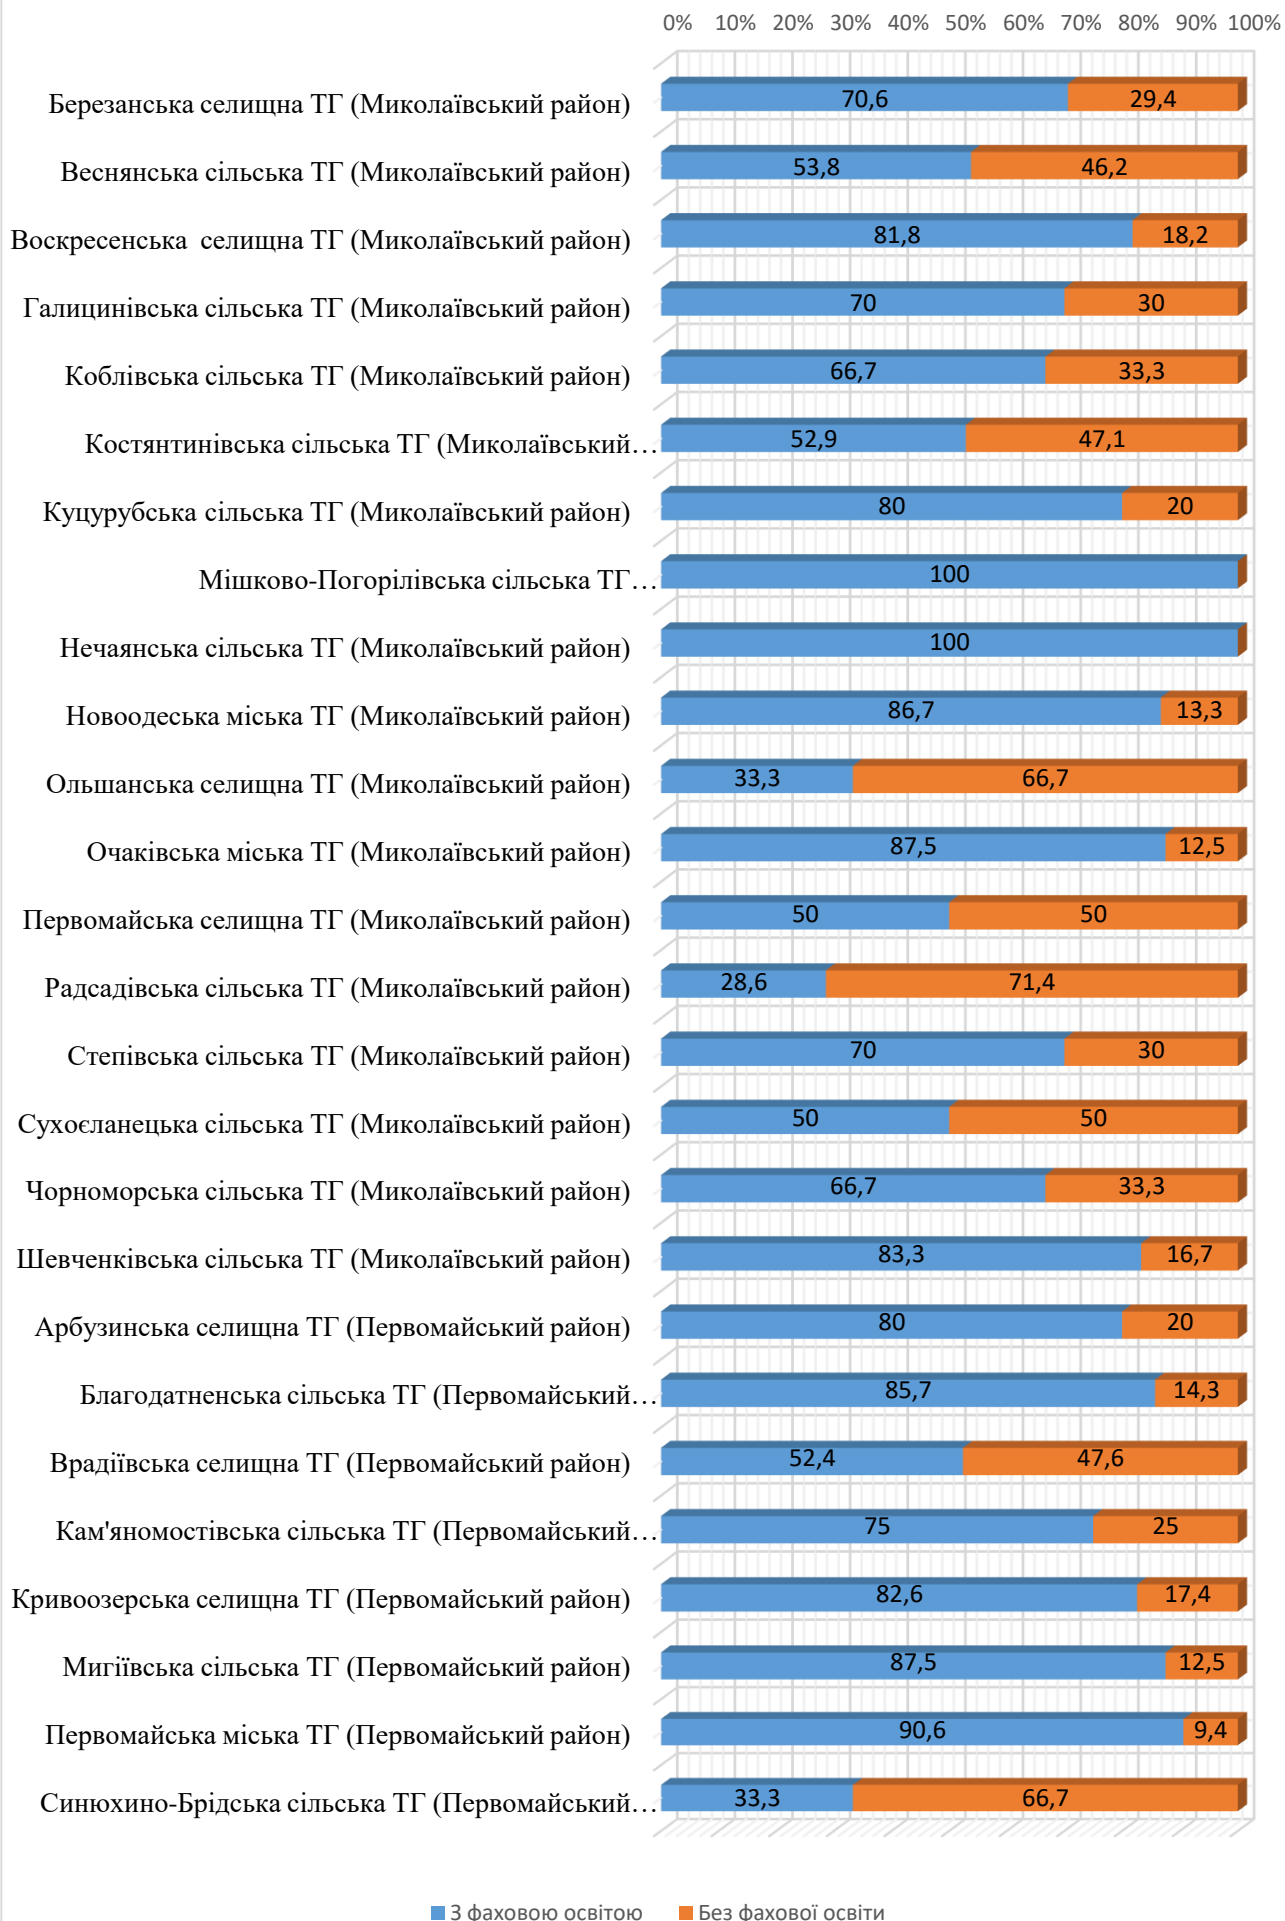 0% 10% 20% 30% 40% 50% 60% 70% 80% 90% 100%
Березанська селищна ТГ (Миколаївський район) 70,6 29,4
Веснянська сільська ТГ (Миколаївський район) 53,8 46,2
Воскресенська селищна ТГ (Миколаївський район) 81,8 18,2
Галицинівська сільська ТГ (Миколаївський район) 70 30
Коблівська сільська ТГ (Миколаївський район) 66,7 33,3
Костянтинівська сільська ТГ (Миколаївський… 52,9 47,1
Куцурубська сільська ТГ (Миколаївський район) 80 20
Мішково-Погорілівська сільська ТГ… 100
Нечаянська сільська ТГ (Миколаївський район) 100
Новоодеська міська ТГ (Миколаївський район) 86,7 13,3
Ольшанська селищна ТГ (Миколаївський район) 33,3 66,7
Очаківська міська ТГ (Миколаївський район) 87,5 12,5
Первомайська селищна ТГ (Миколаївський район) 50 50
Радсадівська сільська ТГ (Миколаївський район) 28,6 71,4
Степівська сільська ТГ (Миколаївський район) 70 30
Сухоєланецька сільська ТГ (Миколаївський район) 50 50
Чорноморська сільська ТГ (Миколаївський район) 66,7 33,3
Шевченківська сільська ТГ (Миколаївський район) 83,3 16,7
Арбузинська селищна ТГ (Первомайський район) 80 20
Благодатненська сільська ТГ (Первомайський… 85,7 14,3
Врадіївська селищна ТГ (Первомайський район) 52,4 47,6
Кам'яномостівська сільська ТГ (Первомайський… 75 25
Кривоозерська селищна ТГ (Первомайський район) 82,6 17,4
Мигіївська сільська ТГ (Первомайський район) 87,5 12,5
Первомайська міська ТГ (Первомайський район) 90,6 9,4
Синюхино-Брідська сільська ТГ (Первомайський… 33,3 66,7
З фаховою освітою Без фахової освіти